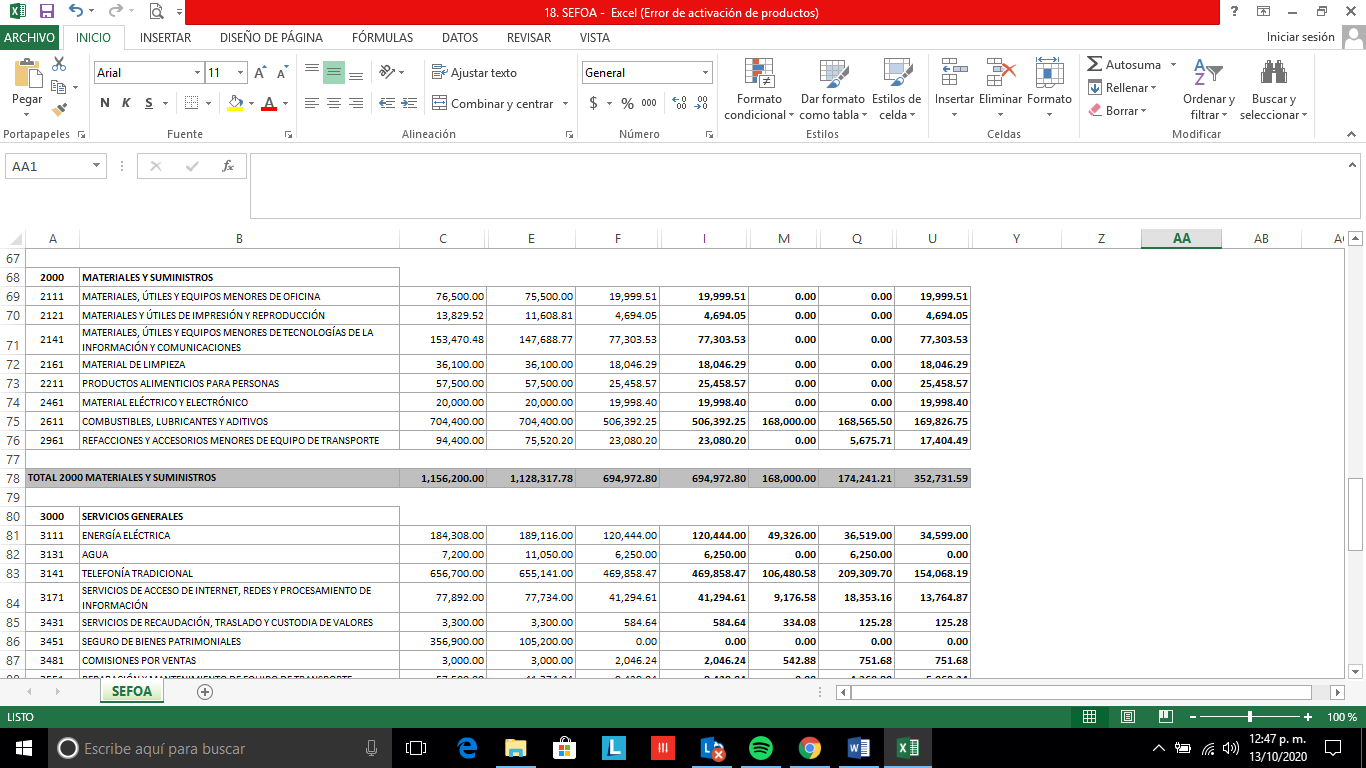 18. SEFOA - Excel (Error de activación de productos)
?
ARCHIVO INICIO INSERTAR DISEÑO DE PÁGINA FÓRMULAS DATOS REVISAR VISTA Iniciar sesión
Pegar
Portapapeles
Arial 11
N K S
Fuente
Ajustar texto
Combinar y centrar
Alineación
General
$ % 000
Número
Formato condicional
Dar formato como tabla
Estilos de celda
Estilos
Insertar Eliminar Formato
Celdas
Autosuma
Rellenar
Borrar
Ordenar y filtrar
Buscar y seleccionar
Modificar
AA1 fx
A B C E F I M Q U Y Z AA AB
67
68 2000 MATERIALES Y SUMINISTROS
69 2111 MATERIALES, ÚTILES Y EQUIPOS MENORES DE OFICINA 76,500.00 75,500.00 19,999.51 19,999.51 0.00 0.00 19,999.51
70 2121 MATERIALES Y ÚTILES DE IMPRESIÓN Y REPRODUCCIÓN 13,829.52 11,608.81 4,694.05 4,694.05 0.00 0.00 4,694.05
71 2141 MATERIALES, ÚTILES Y EQUIPOS MENORES DE TECNOLOGÍAS DE LA
INFORMACIÓN Y COMUNICACIONES 153,470.48 147,688.77 77,303.53 77,303.53 0.00 0.00 77,303.53
72 2161 MATERIAL DE LIMPIEZA 36,100.00 36,100.00 18,046.29 18,046.29 0.00 0.00 18,046.29
73 2211 PRODUCTOS ALIMENTICIOS PARA PERSONAS 57,500.00 57,500.00 25,458.57 25,458.57 0.00 0.00 25,458.57
74 2461 MATERIAL ELÉCTRICO Y ELECTRÓNICO 20,000.00 20,000.00 19,998.40 19,998.40 0.00 0.00 19,998.40
75 2611 COMBUSTIBLES, LUBRICANTES Y ADITIVOS 704,400.00 704,400.00 506,392.25 506,392.25 168,000.00 168,565.50 169,826.75
76 2961 REFACCIONES Y ACCESORIOS MENORES DE EQUIPO DE TRANSPORTE 94,400.00 75,520.20 23,080.20 23,080.20 0.00 5,675.71 17,404.49
77
78 TOTAL 2000 MATERIALES Y SUMINISTROS 1,156,200.00 1,128,317.78 694,972.80 694,972.80 168,000.00 174,241.21 352,731.59
79
80 3000 SERVICIOS GENERALES
81 3111 ENERGÍA ELÉCTRICA 184,308.00 189,116.00 120,444.00 120,444.00 49,326.00 36,519.00 34,599.00
82 3131 AGUA 7,200.00 11,050.00 6,250.00 6,250.00 0.00 6,250.00 0.00
83 3141 TELEFONÍA TRADICIONAL 656,700.00 655,141.00 469,858.47 469,858.47 106,480.58 209,309.70 154,068.19
84 3171 SERVICIOS DE ACCESO DE INTERNET, REDES Y PROCESAMIENTO DE
INFORMACIÓN 77,892.00 77,734.00 41,294.61 41,294.61 9,176.58 18,353.16 13,764.87
85 3431 SERVICIOS DE RECAUDACIÓN, TRASLADO Y CUSTODIA DE VALORES 3,300.00 3,300.00 584.64 584.64 334.08 125.28 125.28
86 3451 SEGURO DE BIENES PATRIMONIALES 356,900.00 105,200.00 0.00 0.00 0.00 0.00 0.00
87 3481 COMISIONES POR VENTAS 3,000.00 3,000.00 2,046.24 2,046.24 542.88 751.68 751.68
SEFOA
LISTO 100 %
Escribe aquí para buscar
12:47 p. m.
13/10/2020